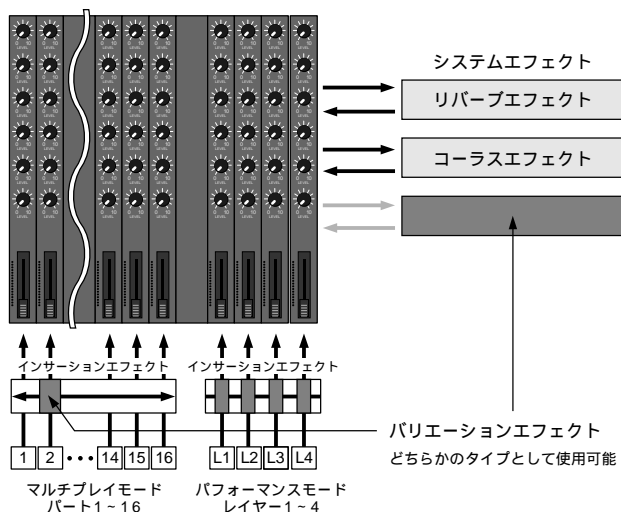 システムエフェクト
リバーブエフェクト
コーラスエフェクト
インサーションエフェクト
インサーションエフェクト
1 2 ••• 14 15 16
L1 L2 L3 L4
マルチプレイモード
パート1~16
パフォーマンスモード
レイヤー1~4
バリエーションエフェクト
どちらかのタイプとして使用可能